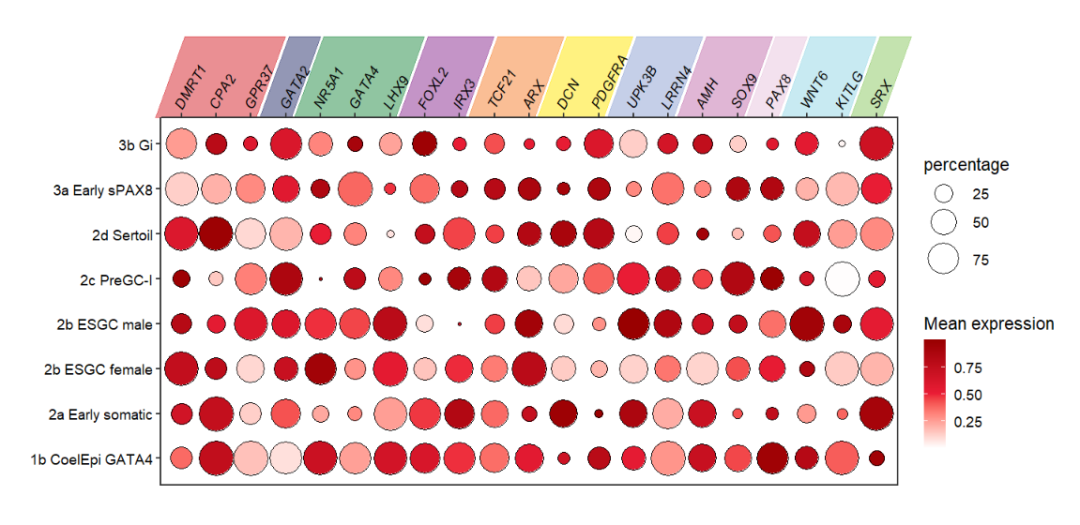 DMRT1 CPA2 GPR37 GATA2 NR5A1 GATA4 LHX9 FOXL2 IRX3 TCF21 ARX DCN PDGFRA UPK3B LRRN4 AMH SOX9 PAX8 WNT6 KITLG SRX
3b Gi
3a Early sPAX8
2d Sertoil
2c PreGC-I
2b ESGC male
2b ESGC female
2a Early somatic
1b CoelEpi GATA4
percentage
25
50
75
Mean expression
0.75
0.50
0.25